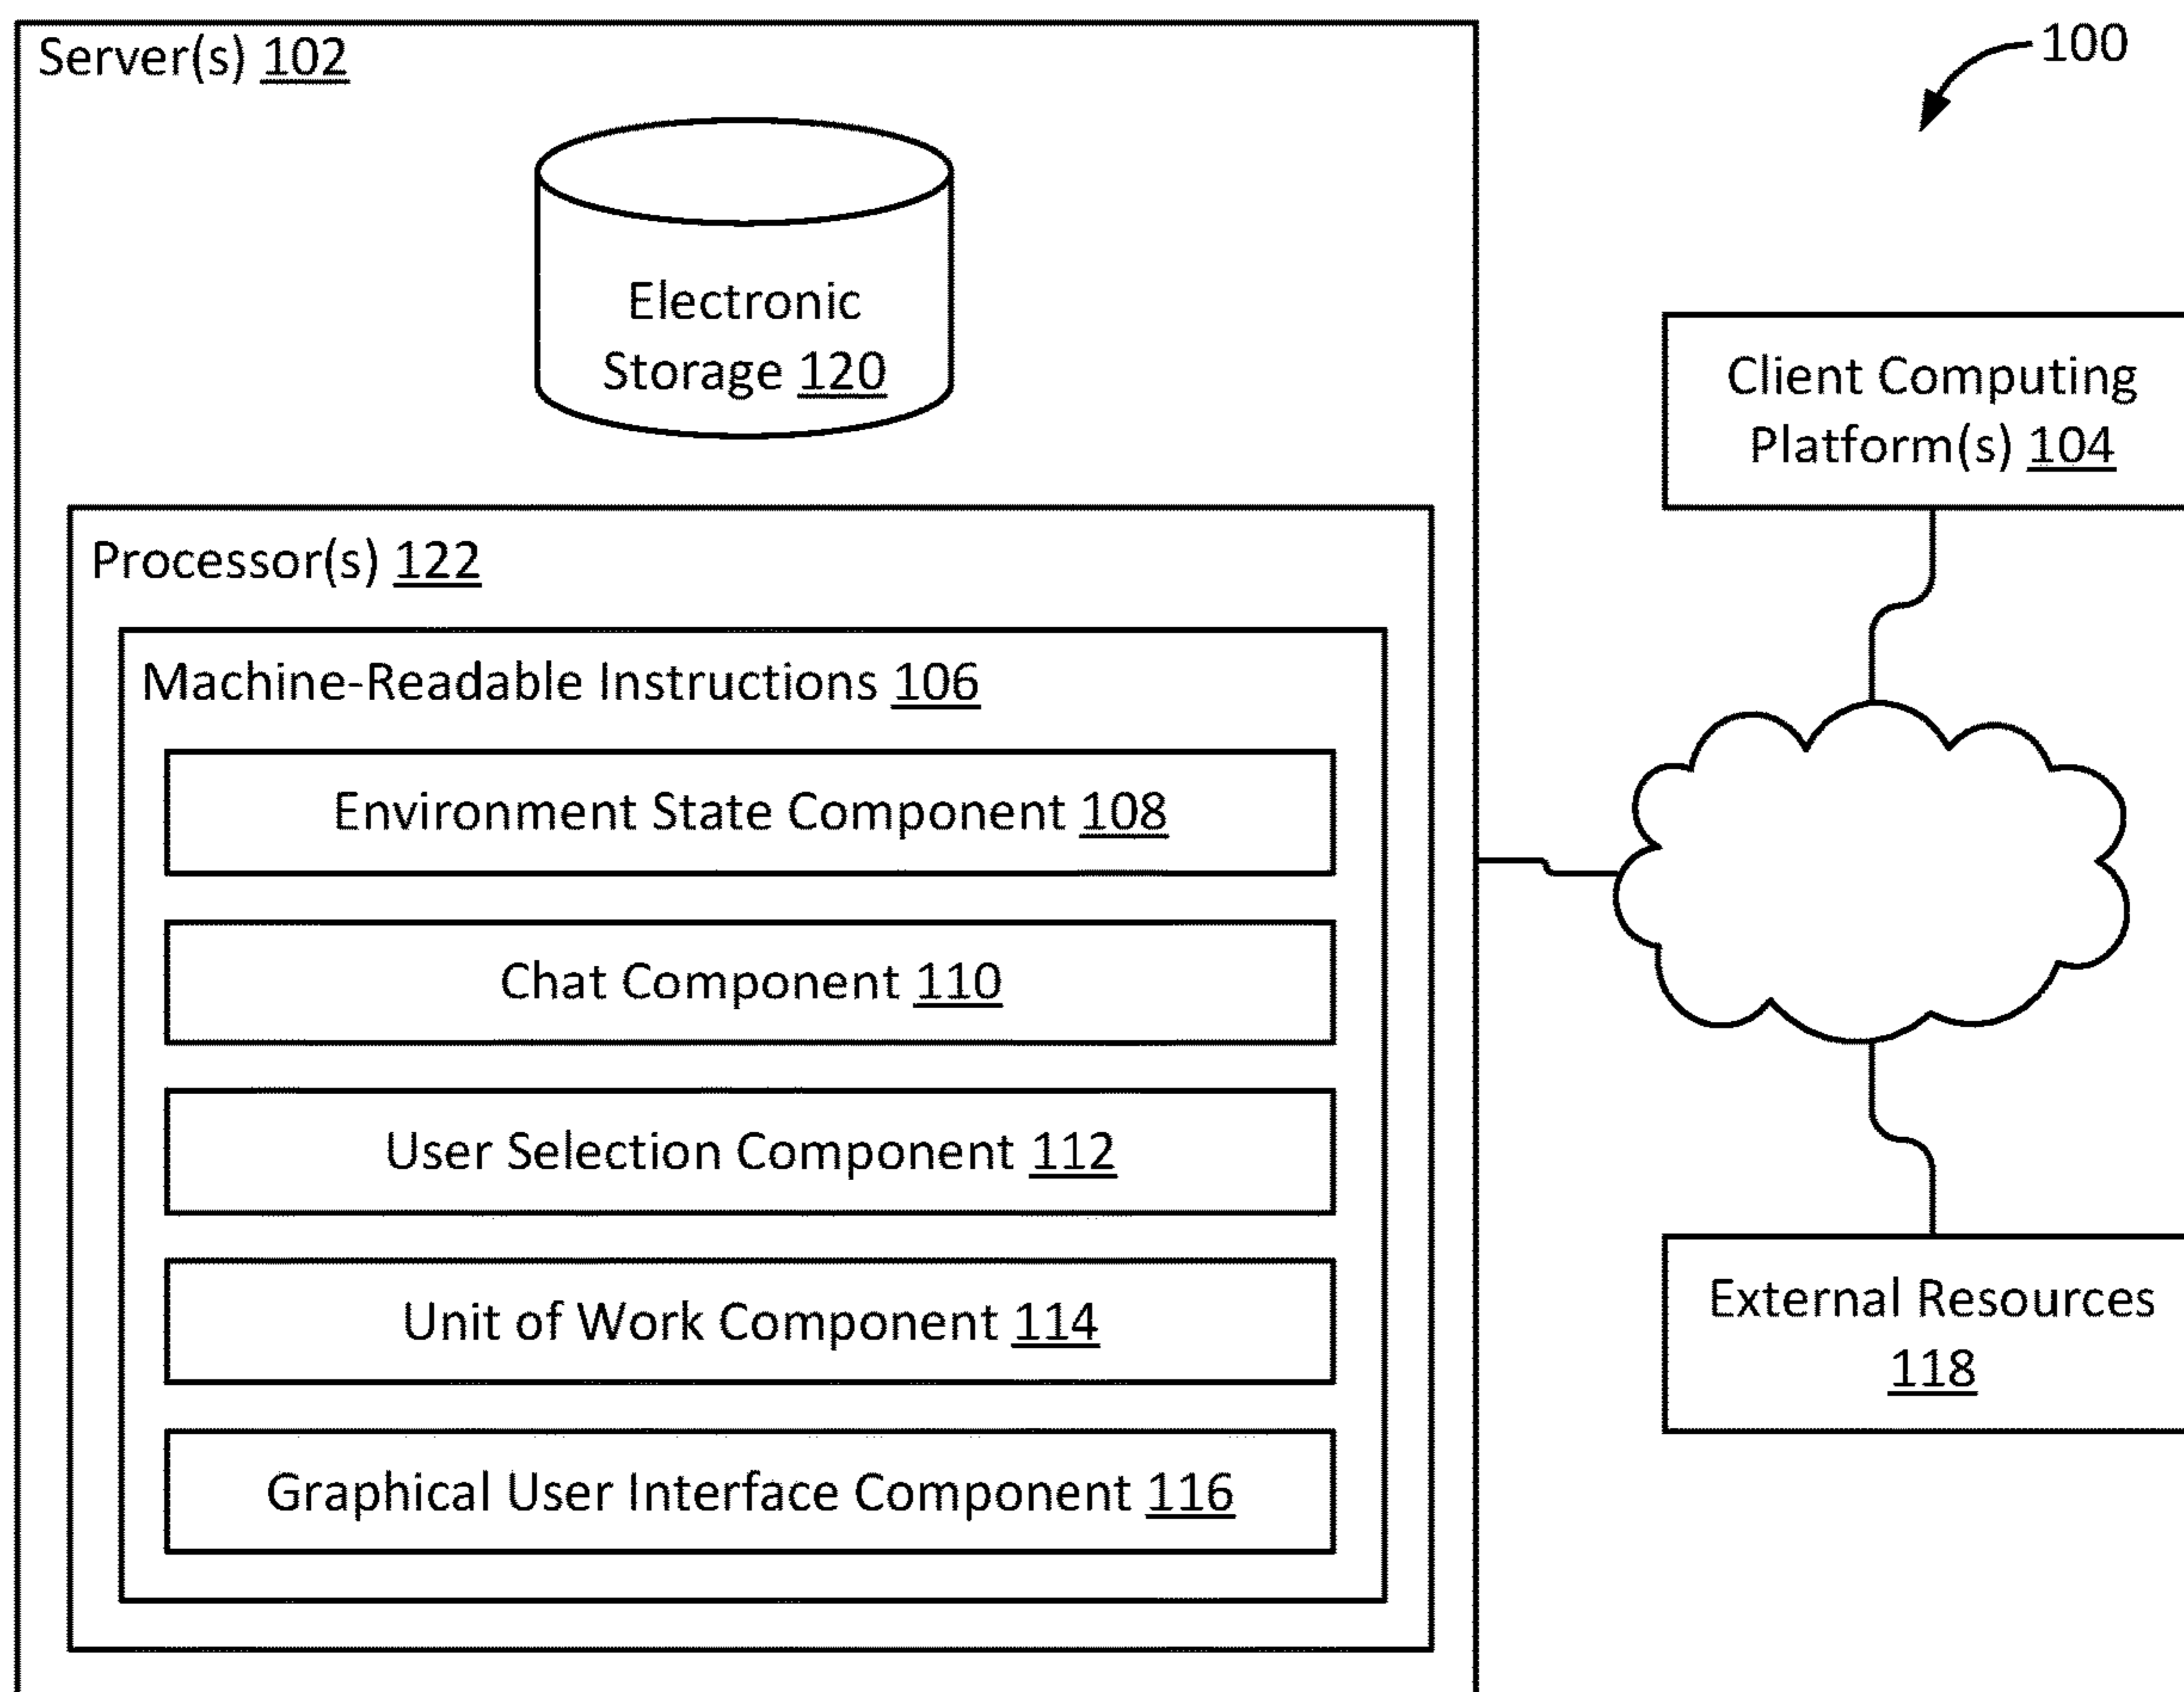 Server(s) 102
100
Electronic
Storage 120
Client Computing
Platform(s) 104
Processor(s) 122
Machine-Readable Instructions 106
Environment State Component 108
Chat Component 110
User Selection Component 112
Unit of Work Component 114
Graphical User Interface Component 116
External Resources
118